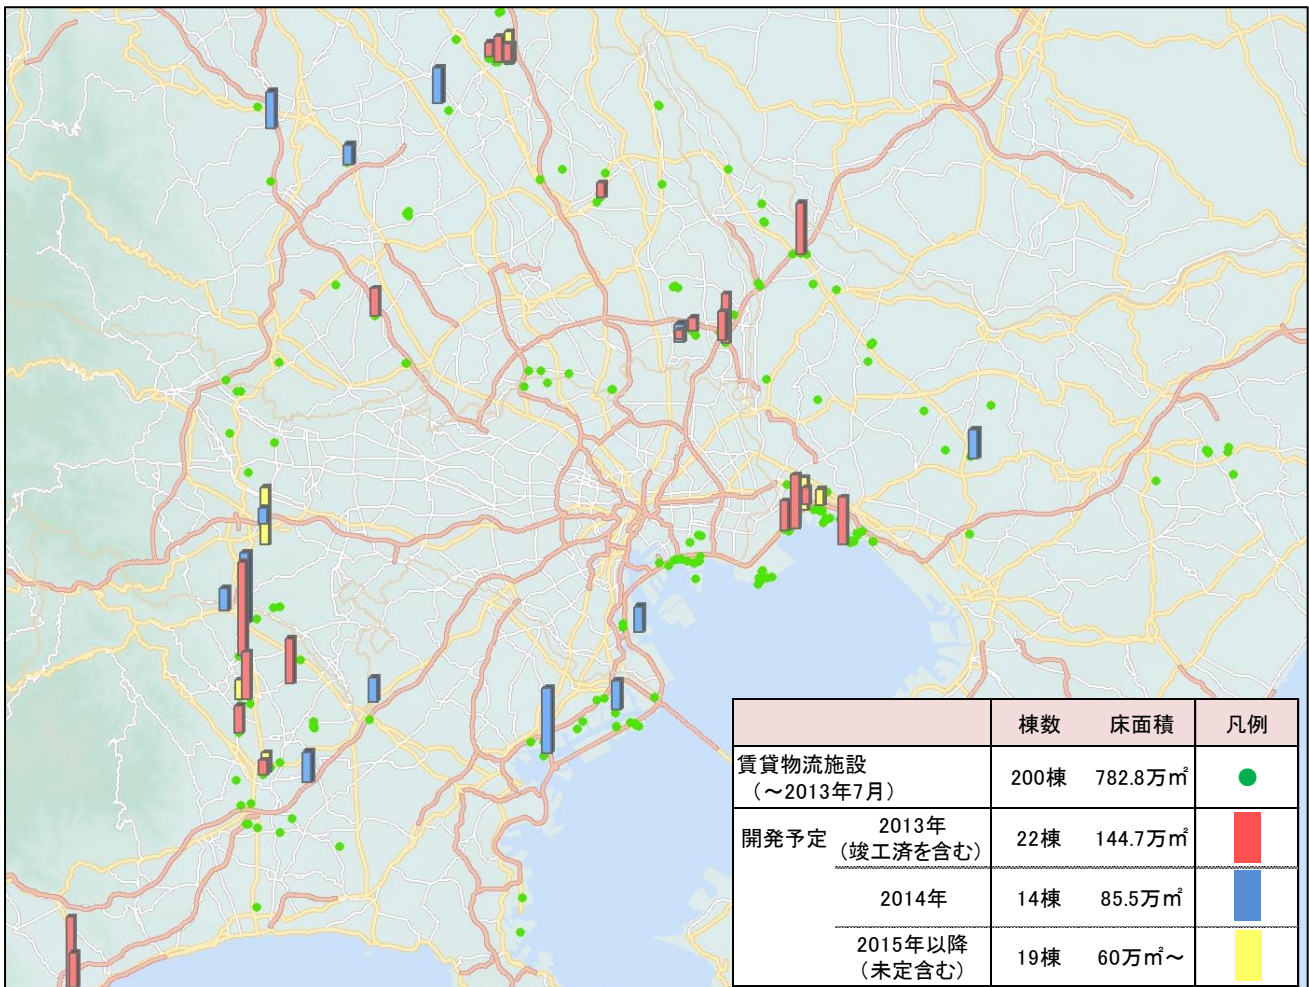 棟数 床面積 凡例
賃貸物流施設
(～2013年7月)
200棟 782.8万㎡
開発予定
2013年
(竣工済を含む)
22棟 144.7万㎡
2014年
14棟 85.5万㎡
2015年以降
(未定含む)
19棟 60万㎡～